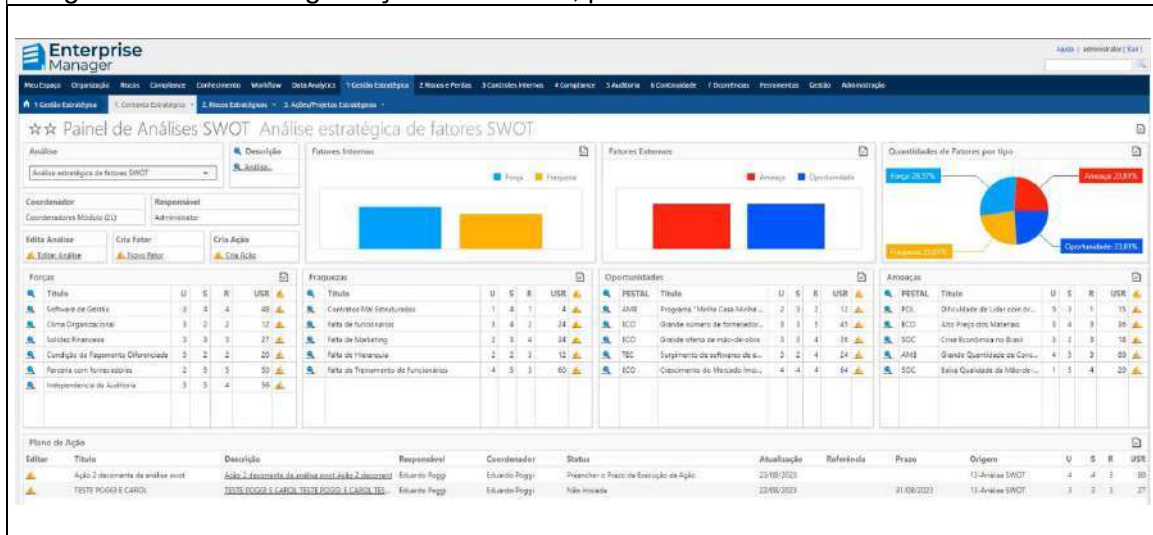 Enterprise
Manager
Ajuda | administrator [ Sair ]
Meu Espaço Organização Riscos Compliance Conhecimento Workflow Data Analytics 1 Gestão Estratégica 2 Riscos e Perdas 3 Controles Internos 4 Compliance 5 Auditoria 6 Continuidade 7 Ocorrências Ferramentas Gestão Administração
1 Gestão Estratégica 1. Contexto Estratégico 2. Riscos Estratégicos 3. Ações/Projetos Estratégicos
Painel de Análises SWOT Análise estratégica de fatores SWOT
Análise Descrição Fatores Internos Fatores Externos Quantidades de Fatores por tipo
Análise estratégica de fatores SWOT Análise...
Força Fraqueza Ameaça Oportunidade
Força 28,57% Ameaça 23,81%
Coordenador Responsável
Coordenadores Módulo (2L) Administrator
Edita Análise Cria Fator Cria Ação
Editar Análise Novo Fator Cria Ação
Fraqueza 23,81% Oportunidade 23,81%
Forças Fraquezas Oportunidades Ameaças
Título U S R USR Título U S R USR PESTAL Título U S R USR PESTAL Título U S R USR
Software de Gestão 3 4 4 48 Contratos Mal Estruturados 1 4 1 4 AMB Programa "Minha Casa Minha... 2 3 2 12 POL Dificuldade de Lidar com ór... 5 3 1 15
Clima Organizacional 3 2 2 12 Falta de funcionários 3 4 2 24 ECO Grande número de fornecedor... 3 3 5 45 ECO Alto Preço dos Materiais 3 4 3 36
Solidez Financeira 3 3 3 27 Falta de Marketing 2 3 4 24 ECO Grande oferta de mão-de-obra 3 3 4 36 SOC Crise Econômica no Brasil 3 2 3 18
Condição de Pagamento Diferenciada 5 2 2 20 Falta de Hierarquia 2 2 3 12 TEC Surgimento de softwares de e... 3 2 4 24 AMB Grande Quantidade de Conc... 4 5 3 60
Parceria com fornecedores 2 5 5 50 Falta de Treinamento de Funcionários 4 5 3 60 ECO Crescimento do Mercado Imo... 4 4 4 64 SOC Baixa Qualidade da Mão-de-... 1 5 4 20
Independencia da Auditoria 3 3 4 36
Plano de Ação
Editar Título Descrição Responsável Coordenador Status Atualização Referência Prazo Origem U S R USR
Ação 2 decorrente da análise swot Ação 2 decorrente da análise swot Ação 2 decorrent Eduardo Poggi Eduardo Poggi Preencher o Prazo de Execução da Ação 23/08/2023 13-Análise SWOT 4 4 5 80
TESTE POGGI E CAROL TESTE POGGI E CAROL TESTE POGGI E CAROL TES... Eduardo Poggi Eduardo Poggi Não Iniciada 22/08/2023 31/08/2023 13-Análise SWOT 3 3 3 27